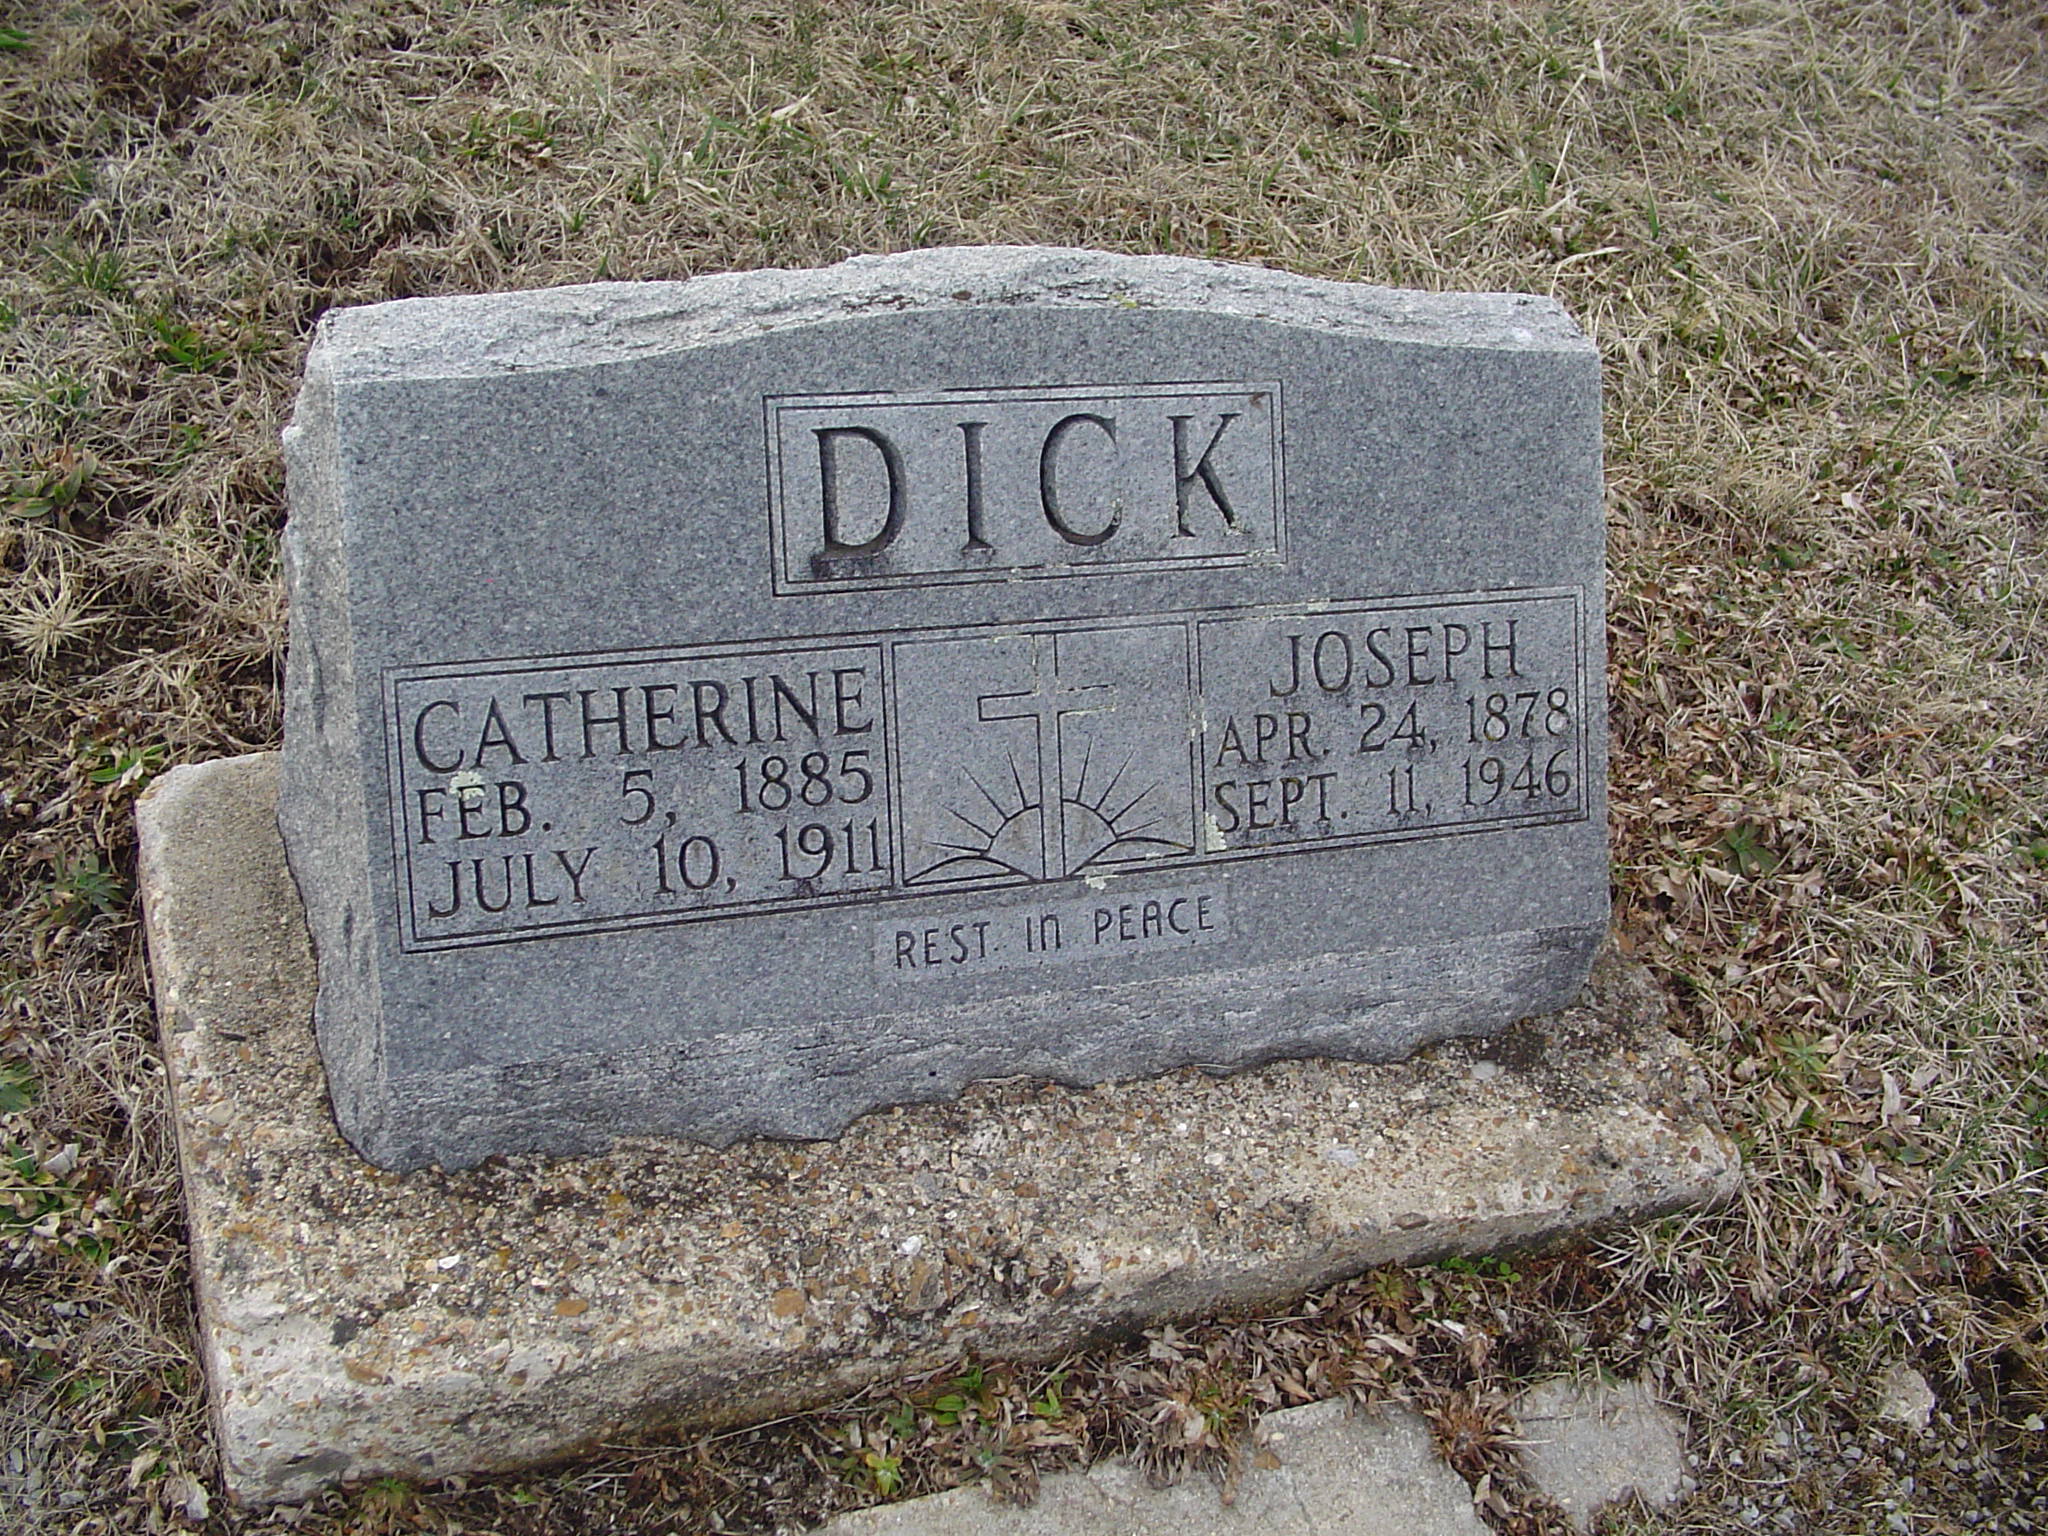 DICK
CATHERINE
FEB. 5, 1885
JULY 10, 1911
JOSEPH
APR. 24, 1878
SEPT. 11, 1946
REST IN PEACE